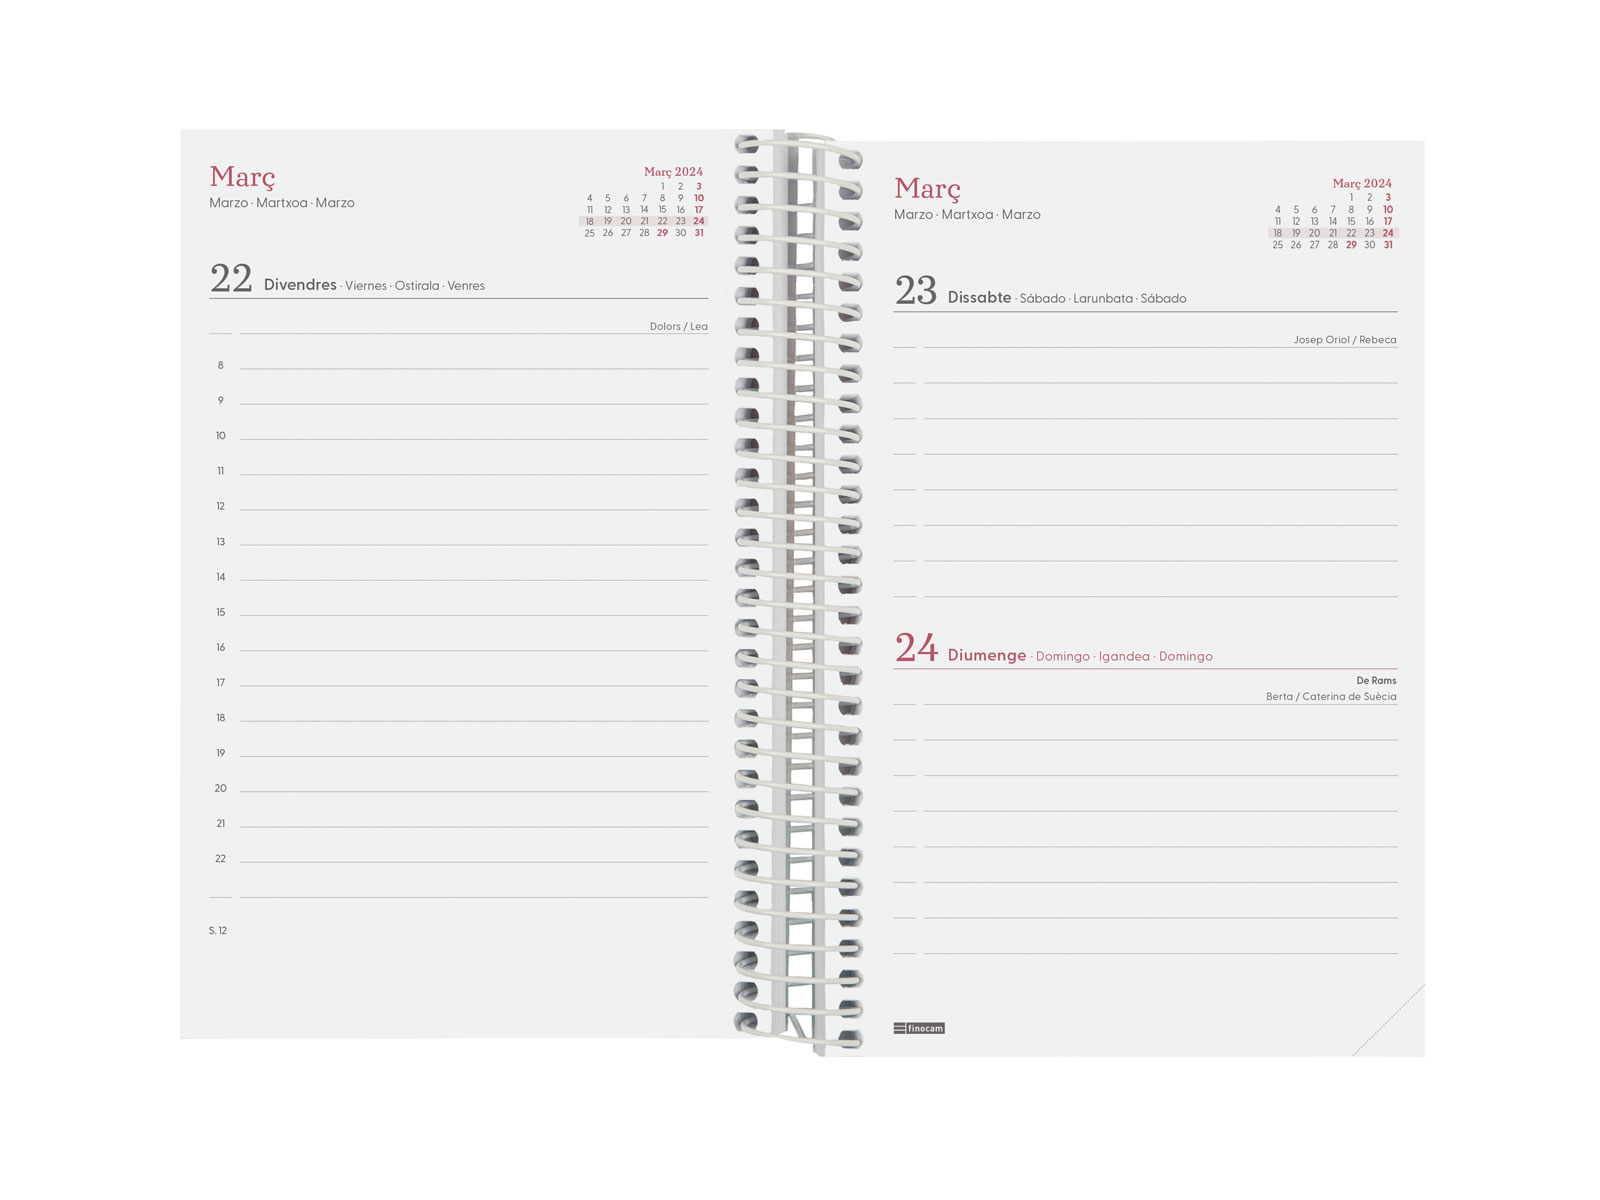 Març
Marzo · Martxoa · Marzo
Març 2024
1 2 3
4 5 6 7 8 9 10
11 12 13 14 15 16 17
18 19 20 21 22 23 24
25 26 27 28 29 30 31
22 Divendres · Viernes · Ostirala · Venres
Dolors / Lea
8
9
10
11
12
13
14
15
16
17
18
19
20
21
22
S. 12
Març
Marzo · Martxoa · Marzo
Març 2024
1 2 3
4 5 6 7 8 9 10
11 12 13 14 15 16 17
18 19 20 21 22 23 24
25 26 27 28 29 30 31
23 Dissabte · Sábado · Larunbata · Sábado
Josep Oriol / Rebeca
24 Diumenge · Domingo · Igandea · Domingo
De Rams
Berta / Caterina de Suècia
finocam